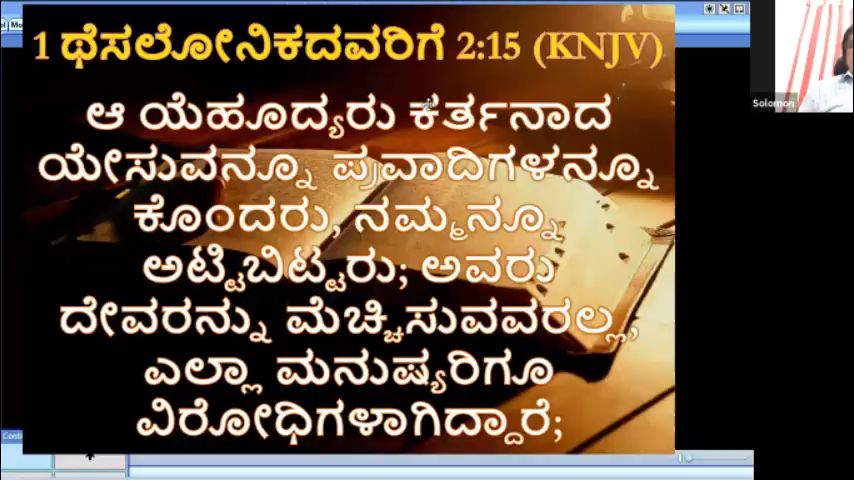 1 ಥೆಸಲೋನಿಕದವರಿಗೆ 2:15 (KNJV)
ಆ ಯೆಹೂದ್ಯರು ಕರ್ತನಾದ
ಯೇಸುವನ್ನೂ ಪ್ರವಾದಿಗಳನ್ನೂ
ಕೊಂದರು, ನಮ್ಮನ್ನೂ
ಅಟ್ಟಿಬಿಟ್ಟರು; ಅವರು
ದೇವರನ್ನು ಮೆಚ್ಚಿಸುವವರಲ್ಲ,
ಎಲ್ಲಾ ಮನುಷ್ಯರಿಗೂ
ವಿರೋಧಿಗಳಾಗಿದ್ದಾರೆ;
Solomon